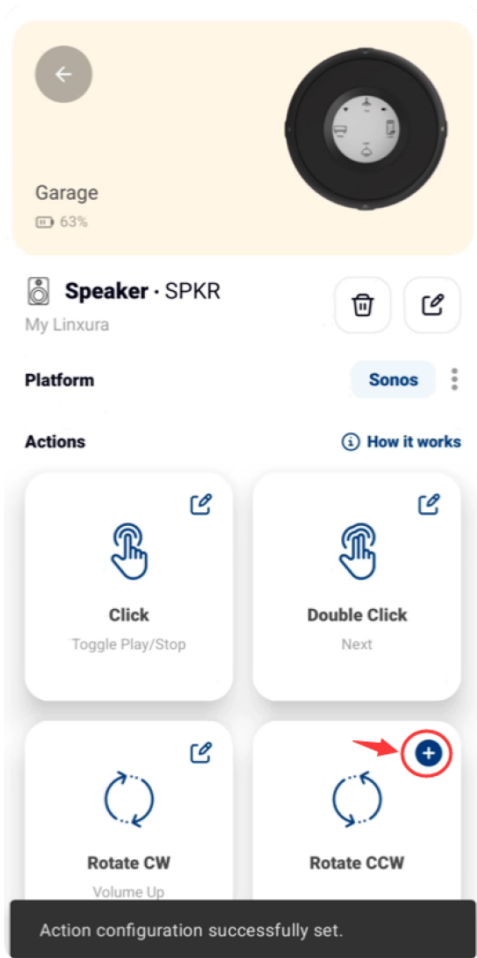 Garage
63%
Speaker · SPKR
My Linxura
Platform
Sonos
Actions
How it works
Click
Toggle Play/Stop
Double Click
Next
Rotate CW
Volume Up
Rotate CCW
Action configuration successfully set.